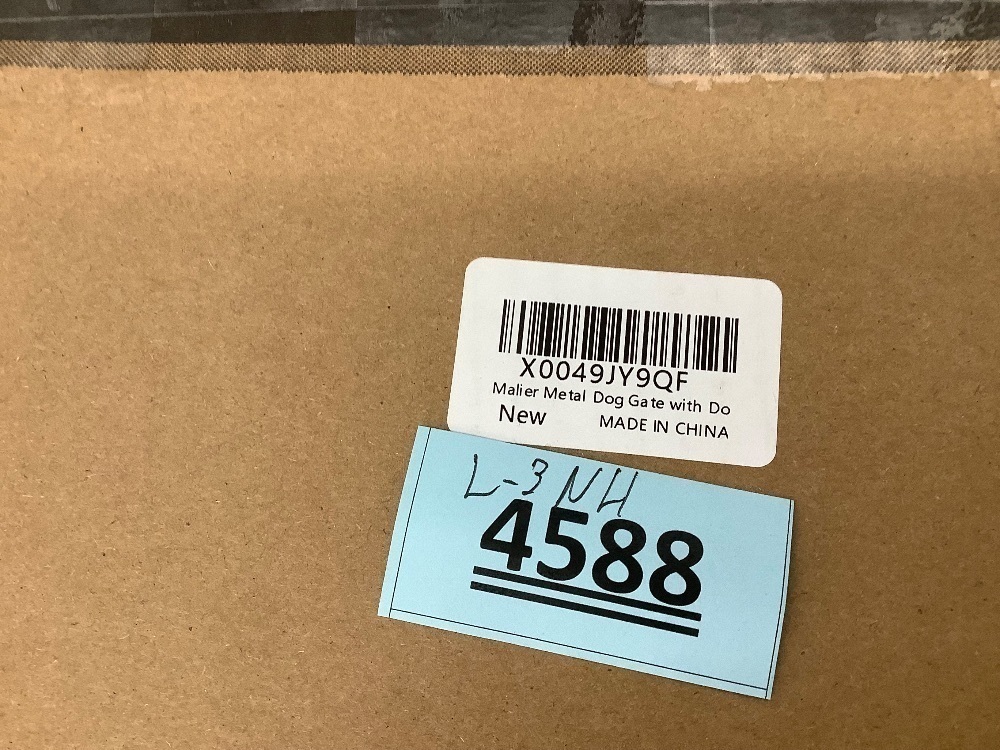 X0049JY9QF
Malier Metal Dog Gate with Do
New MADE IN CHINA
L-3 NH
4588